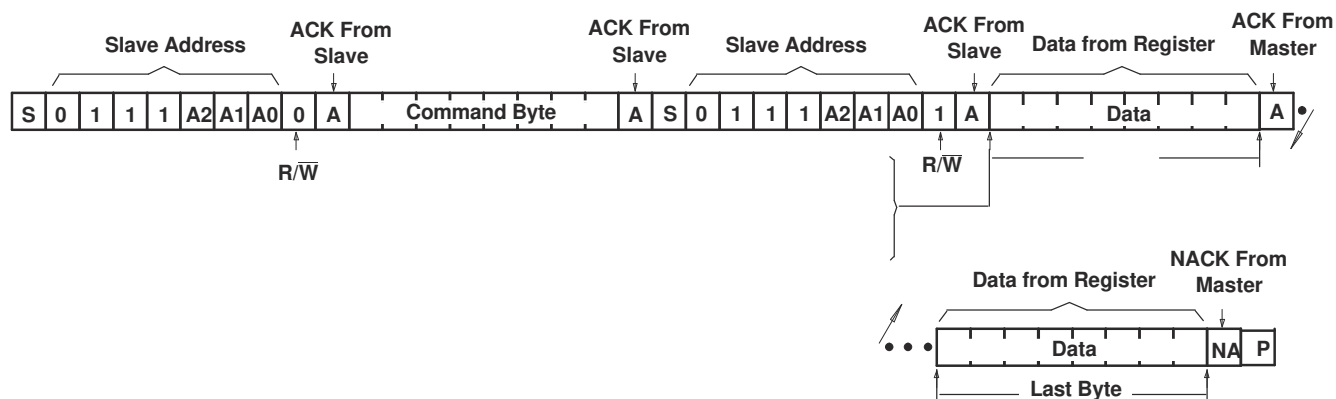 Slave Address
ACK From
Slave
ACK From
Slave
Slave Address
ACK From
Slave
Data from Register
ACK From
Master
S 0 1 1 1 A2 A1 A0 0 A Command Byte A S 0 1 1 1 A2 A1 A0 1 A Data A
R/W̅
R/W̅
Data from Register
NACK From
Master
Data NA P
Last Byte